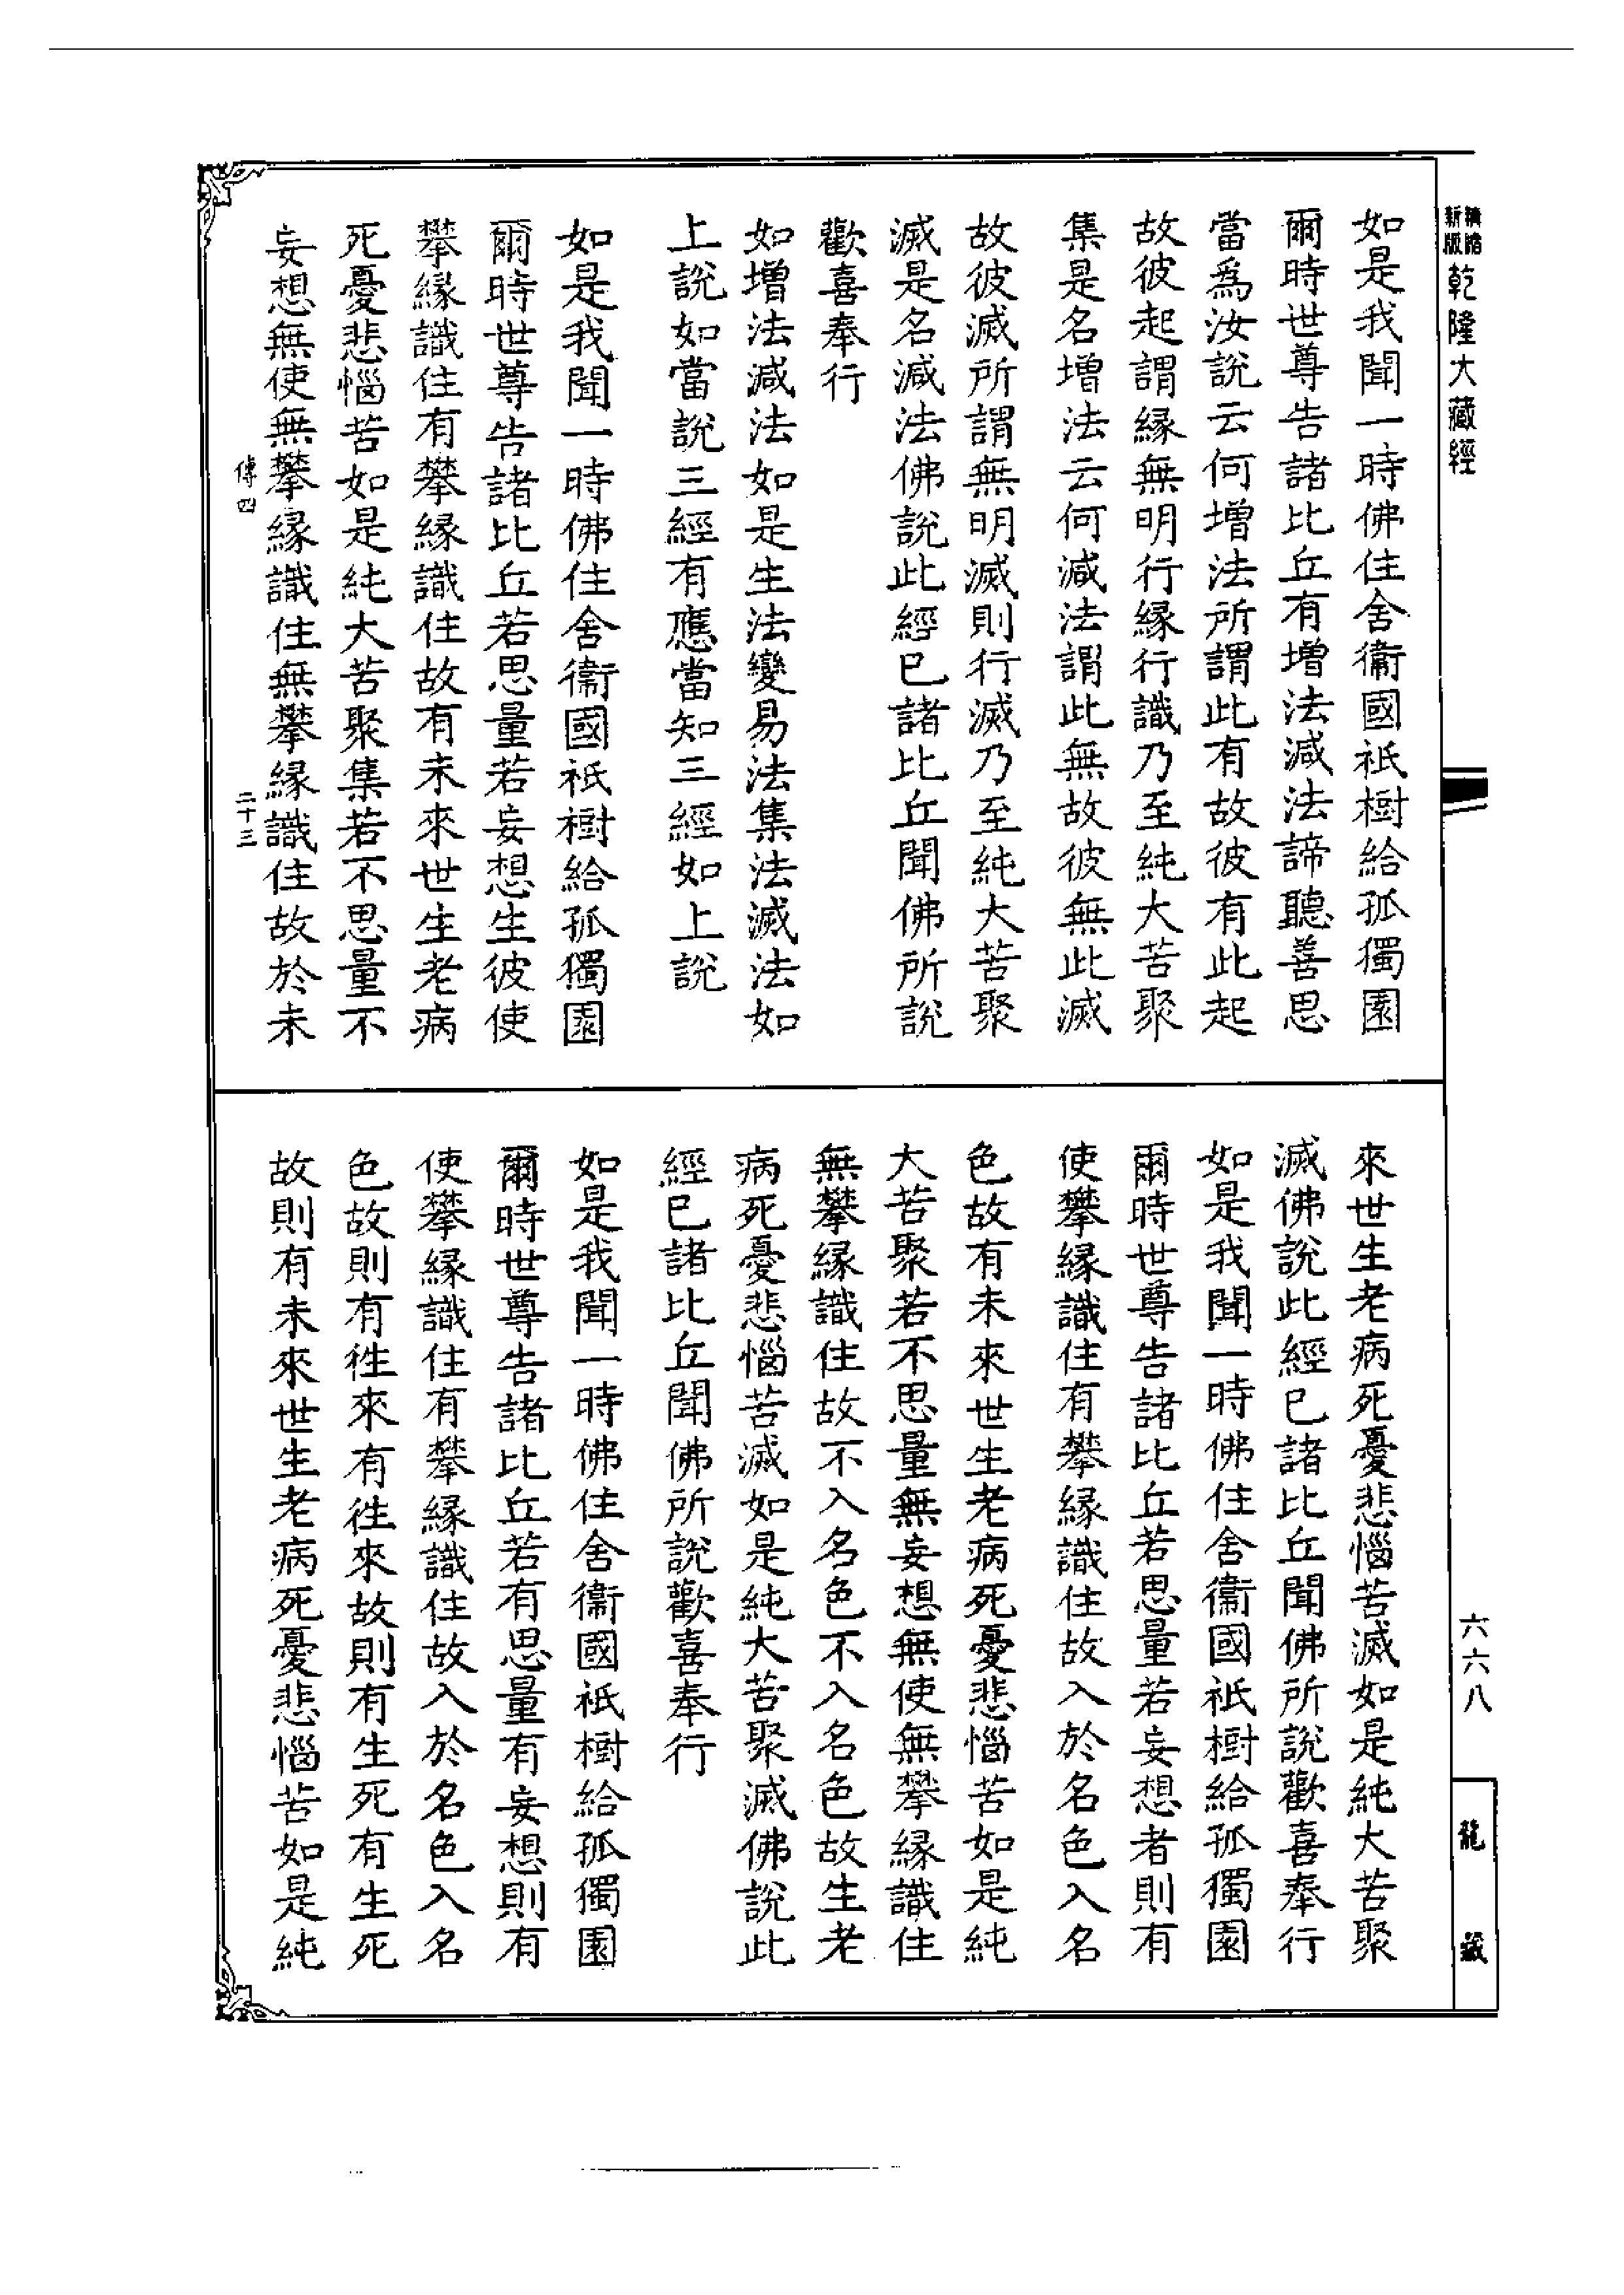 新版
精縮
乾隆大藏經
如是我聞一時佛住舍衞國祇樹給孤獨園
爾時世尊告諸比丘有增法減法諦聽善思
當爲汝說云何增法所謂此有故彼有此起
故彼起謂緣無明行緣行識乃至純大苦聚
集是名增法云何減法謂此無故彼無此滅
故彼滅所謂無明滅則行滅乃至純大苦聚
滅是名減法佛說此經已諸比丘聞佛所說
歡喜奉行
如增法減法如是生法變易法集法滅法如
上說如當說三經有應當知三經如上說
如是我聞一時佛住舍衞國祇樹給孤獨園
爾時世尊告諸比丘若思量若妄想生彼使
攀緣識住有攀緣識住故有未來世生老病
死憂悲惱苦如是純大苦聚集若不思量不
妄想無使無攀緣識住無攀緣識住故於未
傅四
二十三
來世生老病死憂悲惱苦滅如是純大苦聚
滅佛說此經已諸比丘聞佛所說歡喜奉行
如是我聞一時佛住舍衞國祇樹給孤獨園
爾時世尊告諸比丘若思量若妄想者則有
使攀緣識住有攀緣識住故入於名色入名
色故有未來世生老病死憂悲惱苦如是純
大苦聚若不思量無妄想無使無攀緣識住
無攀緣識住故不入名色不入名色故生老
病死憂悲惱苦滅如是純大苦聚滅佛說此
經已諸比丘聞佛所說歡喜奉行
如是我聞一時佛住舍衞國祇樹給孤獨園
爾時世尊告諸比丘若有思量有妄想則有
使攀緣識住有攀緣識住故入於名色入名
色故則有徃來有徃來故則有生死有生死
故則有未來世生老病死憂悲惱苦如是純
六六八
龍藏